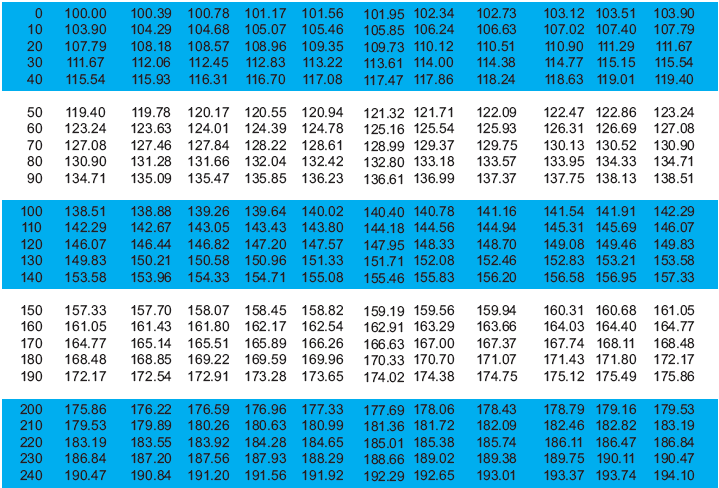 0 100.00 100.39 100.78 101.17 101.56 101.95 102.34 102.73 103.12 103.51 103.90
10 103.90 104.29 104.68 105.07 105.46 105.85 106.24 106.63 107.02 107.40 107.79
20 107.79 108.18 108.57 108.96 109.35 109.73 110.12 110.51 110.90 111.29 111.67
30 111.67 112.06 112.45 112.83 113.22 113.61 114.00 114.38 114.77 115.15 115.54
40 115.54 115.93 116.31 116.70 117.08 117.47 117.86 118.24 118.63 119.01 119.40
50 119.40 119.78 120.17 120.55 120.94 121.32 121.71 122.09 122.47 122.86 123.24
60 123.24 123.63 124.01 124.39 124.78 125.16 125.54 125.93 126.31 126.69 127.08
70 127.08 127.46 127.84 128.22 128.61 128.99 129.37 129.75 130.13 130.52 130.90
80 130.90 131.28 131.66 132.04 132.42 132.80 133.18 133.57 133.95 134.33 134.71
90 134.71 135.09 135.47 135.85 136.23 136.61 136.99 137.37 137.75 138.13 138.51
100 138.51 138.88 139.26 139.64 140.02 140.40 140.78 141.16 141.54 141.91 142.29
110 142.29 142.67 143.05 143.43 143.80 144.18 144.56 144.94 145.31 145.69 146.07
120 146.07 146.44 146.82 147.20 147.57 147.95 148.33 148.70 149.08 149.46 149.83
130 149.83 150.21 150.58 150.96 151.33 151.71 152.08 152.46 152.83 153.21 153.58
140 153.58 153.96 154.33 154.71 155.08 155.46 155.83 156.20 156.58 156.95 157.33
150 157.33 157.70 158.07 158.45 158.82 159.19 159.56 159.94 160.31 160.68 161.05
160 161.05 161.43 161.80 162.17 162.54 162.91 163.29 163.66 164.03 164.40 164.77
170 164.77 165.14 165.51 165.89 166.26 166.63 167.00 167.37 167.74 168.11 168.48
180 168.48 168.85 169.22 169.59 169.96 170.33 170.70 171.07 171.43 171.80 172.17
190 172.17 172.54 172.91 173.28 173.65 174.02 174.38 174.75 175.12 175.49 175.86
200 175.86 176.22 176.59 176.96 177.33 177.69 178.06 178.43 178.79 179.16 179.53
210 179.53 179.89 180.26 180.63 180.99 181.36 181.72 182.09 182.46 182.82 183.19
220 183.19 183.55 183.92 184.28 184.65 185.01 185.38 185.74 186.11 186.47 186.84
230 186.84 187.20 187.56 187.93 188.29 188.66 189.02 189.38 189.75 190.11 190.47
240 190.47 190.84 191.20 191.56 191.92 192.29 192.65 193.01 193.37 193.74 194.10